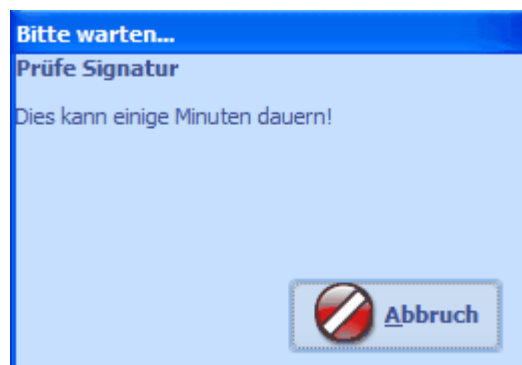 Bitte warten...
Prüfe Signatur
Dies kann einige Minuten dauern!
Abbruch